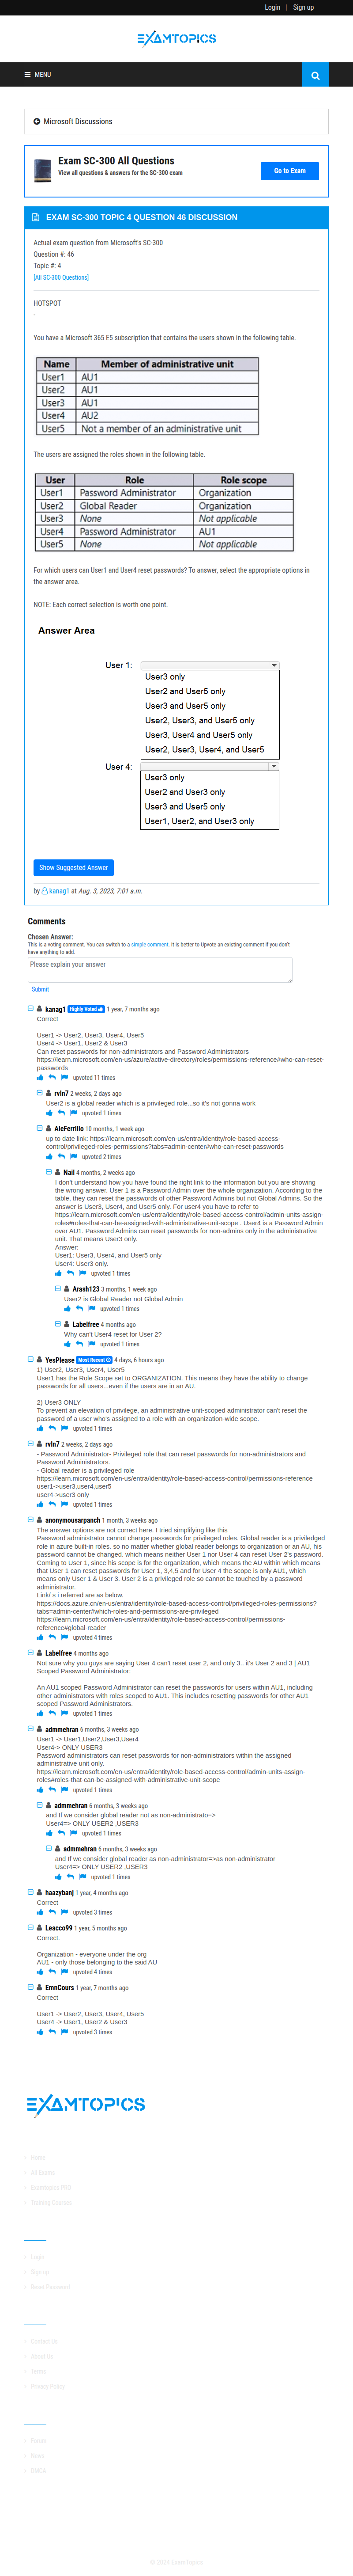 Login | Sign up
EXAMTOPICS
MENU
Microsoft Discussions
Exam SC-300 All Questions
View all questions & answers for the SC-300 exam
Go to Exam
EXAM SC-300 TOPIC 4 QUESTION 46 DISCUSSION
Actual exam question from Microsoft's SC-300
Question #: 46
Topic #: 4
[All SC-300 Questions]
HOTSPOT
-
You have a Microsoft 365 E5 subscription that contains the users shown in the following table.
Name Member of administrative unit
User1 AU1
User2 AU1
User3 AU1
User4 AU2
User5 Not a member of an administrative unit
The users are assigned the roles shown in the following table.
User Role Role scope
User1 Password Administrator Organization
User2 Global Reader Organization
User3 None Not applicable
User4 Password Administrator AU1
User5 None Not applicable
For which users can User1 and User4 reset passwords? To answer, select the appropriate options in
the answer area.
NOTE: Each correct selection is worth one point.
Answer Area
User 1:
User3 only
User2 and User5 only
User3 and User5 only
User2, User3, and User5 only
User3, User4 and User5 only
User2, User3, User4, and User5
User 4:
User3 only
User2 and User3 only
User3 and User5 only
User1, User2, and User3 only
Show Suggested Answer
by kanag1 at Aug. 3, 2023, 7:01 a.m.
Comments
Chosen Answer:
This is a voting comment. You can switch to a simple comment. It is better to Upvote an existing comment if you don't
have anything to add.
Please explain your answer
Submit
kanag1 Highly Voted 1 year, 7 months ago
Correct
User1 -> User2, User3, User4, User5
User4 -> User1, User2 & User3
Can reset passwords for non-administrators and Password Administrators
https://learn.microsoft.com/en-us/azure/active-directory/roles/permissions-reference#who-can-reset-
passwords
upvoted 11 times
rvln7 2 weeks, 2 days ago
User2 is a global reader which is a privileged role...so it's not gonna work
upvoted 1 times
AleFerrillo 10 months, 1 week ago
up to date link: https://learn.microsoft.com/en-us/entra/identity/role-based-access-
control/privileged-roles-permissions?tabs=admin-center#who-can-reset-passwords
upvoted 2 times
Nail 4 months, 2 weeks ago
I don't understand how you have found the right link to the information but you are showing
the wrong answer. User 1 is a Password Admin over the whole organization. According to the
table, they can reset the passwords of other Password Admins but not Global Admins. So the
answer is User3, User4, and User5 only. For user4 you have to refer to
https://learn.microsoft.com/en-us/entra/identity/role-based-access-control/admin-units-assign-
roles#roles-that-can-be-assigned-with-administrative-unit-scope . User4 is a Password Admin
over AU1. Password Admins can reset passwords for non-admins only in the administrative
unit. That means User3 only.
Answer:
User1: User3, User4, and User5 only
User4: User3 only.
upvoted 1 times
Arash123 3 months, 1 week ago
User2 is Global Reader not Global Admin
upvoted 1 times
Labelfree 4 months ago
Why can't User4 reset for User 2?
upvoted 1 times
YesPlease Most Recent 4 days, 6 hours ago
1) User2, User3, User4, User5
User1 has the Role Scope set to ORGANIZATION. This means they have the ability to change
passwords for all users...even if the users are in an AU.
2) User3 ONLY
To prevent an elevation of privilege, an administrative unit-scoped administrator can't reset the
password of a user who's assigned to a role with an organization-wide scope.
upvoted 1 times
rvln7 2 weeks, 2 days ago
- Password Administrator- Privileged role that can reset passwords for non-administrators and
Password Administrators.
- Global reader is a privileged role
https://learn.microsoft.com/en-us/entra/identity/role-based-access-control/permissions-reference
user1->user3,user4,user5
user4->user3 only
upvoted 1 times
anonymousarpanch 1 month, 3 weeks ago
The option answers are not correct here. I tried simplifying like this
Password administrator cannot change passwords for privileged roles. Global reader is a privileged
role in azure built-in roles, so no matter whether global reader belongs to organization or an AU, his
password cannot be changed. which means neither User 1 nor User 4 can reset User 2's password.
Coming to User 1, since his scope is for the organization, which means the AU within which means
that User 1 can reset passwords for User 1, 3,4,5 and for User 4 the scope is only AU1, which
means only User 1 & User 3. User 2 is a privileged role so cannot be touched by a password
administrator.
Link/ s i referred are as below.
https://docs.azure.cn/en-us/entra/identity/role-based-access-control/privileged-roles-permissions?
tabs=admin-center#which-roles-and-permissions-are-privileged
https://learn.microsoft.com/en-us/entra/identity/role-based-access-control/permissions-
reference#global-reader
upvoted 4 times
Labelfree 4 months ago
Not sure why you guys are saying User 4 can't reset user 2, and only 3.. it's User 2 and 3 | AU1
Scoped Password Administrator:
An AU1 scoped Password Administrator can reset the passwords for users within AU1, including
other administrators with roles scoped to AU1. This includes resetting passwords for other AU1
scoped Password Administrators.
upvoted 1 times
admmehran 6 months, 3 weeks ago
User1 -> User1,User2,User3,User4
User4-> ONLY USER3
Password administrators can reset passwords for non-administrators within the assigned
administrative unit only.
https://learn.microsoft.com/en-us/entra/identity/role-based-access-control/admin-units-assign-
roles#roles-that-can-be-assigned-with-administrative-unit-scope
upvoted 1 times
admmehran 6 months, 3 weeks ago
and If we consider global reader not as non-administrato=>
User4=> ONLY USER2 ,USER3
upvoted 1 times
admmehran 6 months, 3 weeks ago
and if we consider global reader as non-administrator=>as non-administrator
User4=> ONLY USER2 ,USER3
upvoted 1 times
haazybanj 1 year, 4 months ago
Correct
upvoted 3 times
Leacco99 1 year, 5 months ago
Correct.
Organization - everyone under the org
AU1 - only those belonging to the said AU
upvoted 4 times
EmnCours 1 year, 7 months ago
Correct
User1 -> User2, User3, User4, User5
User4 -> User1, User2 & User3
upvoted 3 times
EXAMTOPICS
Home
All Exams
Examtopics PRO
Training Courses
Login
Sign up
Reset Password
Contact Us
About Us
Terms
Privacy Policy
Forum
News
DMCA
© 2024 ExamTopics